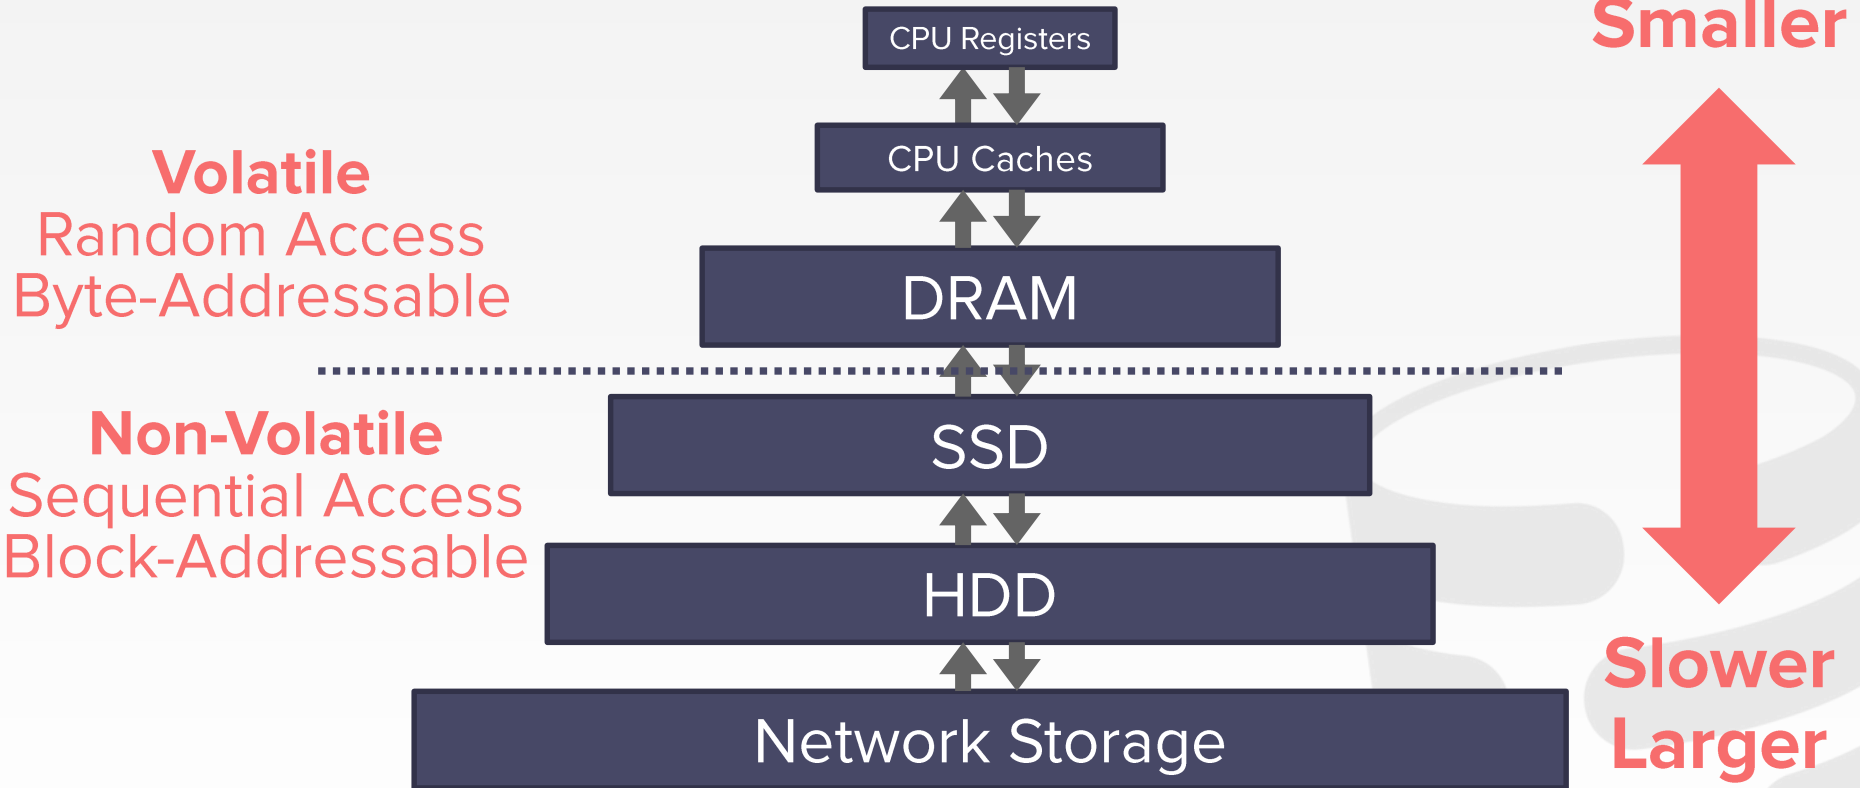 CPU Registers
Smaller
CPU Caches
Volatile
Random Access
Byte-Addressable
DRAM
Non-Volatile
Sequential Access
Block-Addressable
SSD
HDD
Slower
Larger
Network Storage